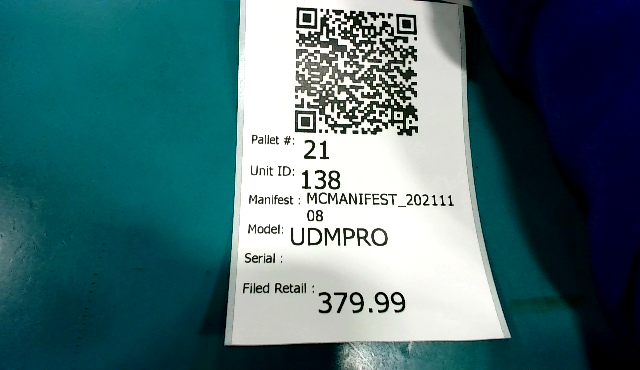 Pallet #: 21
Unit ID: 138
Manifest : MCMANIFEST_202111
08
Model: UDMPRO
Serial :
Filed Retail : 379.99